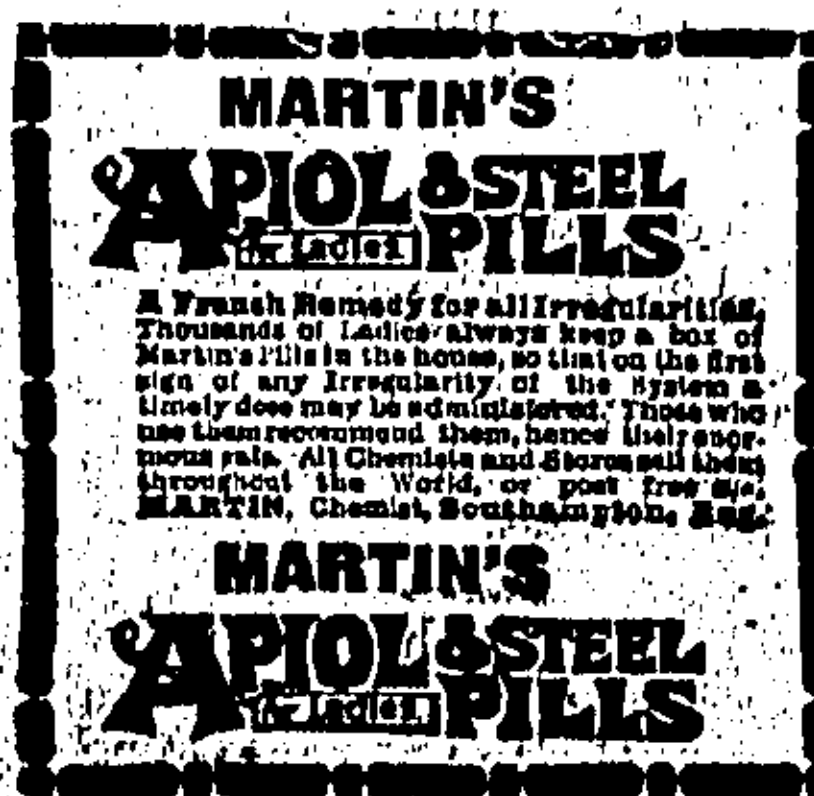 MARTIN'S
APIOL & STEEL
for Ladies PILLS
A French Remedy for all Irregularities.
Thousands of Ladies always keep a box of
Martin's Pills in the house, so that on the first
sign of any Irregularity of the System a
timely dose may be administered. Those who
use them recommend them, hence their enor-
mous sale. All Chemists and Stores sell them
throughout the World, or post free
MARTIN, Chemist, Southampton, Eng.
MARTIN'S
APIOL & STEEL
for Ladies PILLS